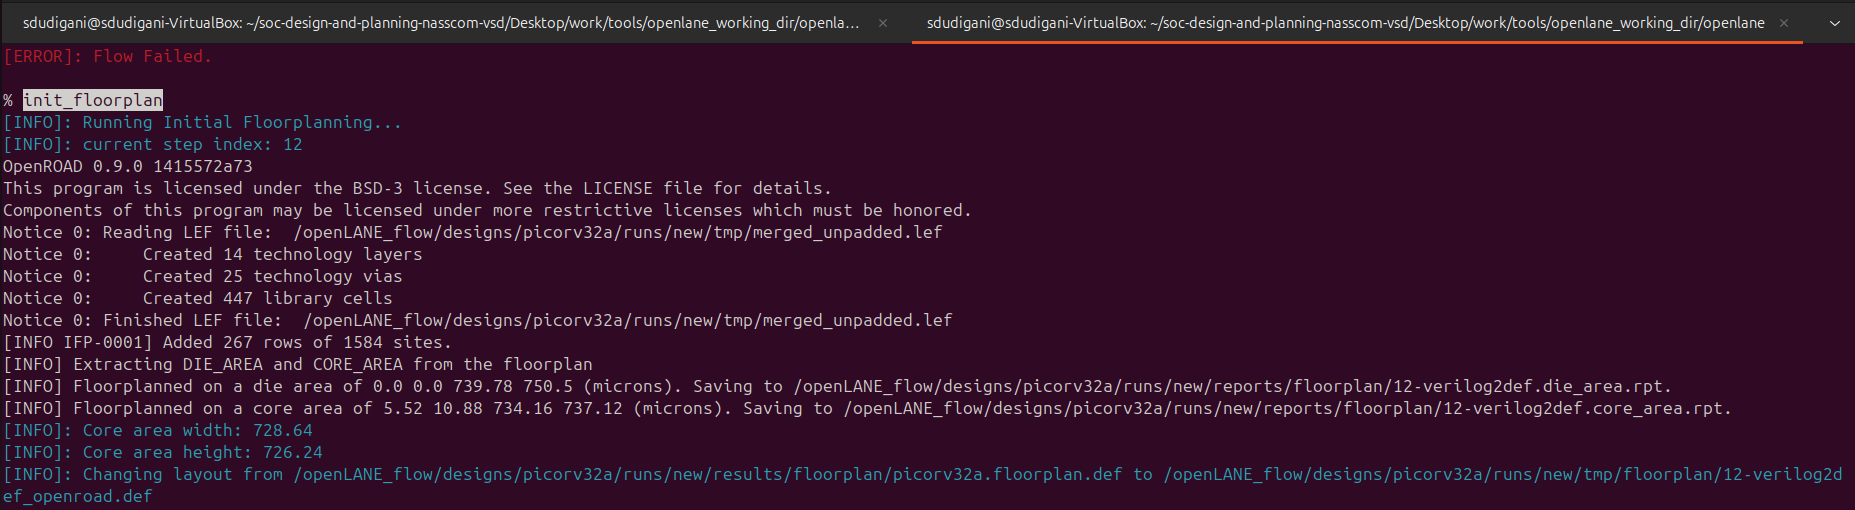 sdudigani@sdudigani-VirtualBox: ~/soc-design-and-planning-nasscom-vsd/Desktop/work/tools/openlane_working_dir/openla... ×
sdudigani@sdudigani-VirtualBox: ~/soc-design-and-planning-nasscom-vsd/Desktop/work/tools/openlane_working_dir/openlane ×
[ERROR]: Flow Failed.
% init_floorplan
[INFO]: Running Initial Floorplanning...
[INFO]: current step index: 12
OpenROAD 0.9.0 1415572a73
This program is licensed under the BSD-3 license. See the LICENSE file for details.
Components of this program may be licensed under more restrictive licenses which must be honored.
Notice 0: Reading LEF file:  /openLANE_flow/designs/picorv32a/runs/new/tmp/merged_unpadded.lef
Notice 0:     Created 14 technology layers
Notice 0:     Created 25 technology vias
Notice 0:     Created 447 library cells
Notice 0: Finished LEF file:  /openLANE_flow/designs/picorv32a/runs/new/tmp/merged_unpadded.lef
[INFO IFP-0001] Added 267 rows of 1584 sites.
[INFO] Extracting DIE_AREA and CORE_AREA from the floorplan
[INFO] Floorplanned on a die area of 0.0 0.0 739.78 750.5 (microns). Saving to /openLANE_flow/designs/picorv32a/runs/new/reports/floorplan/12-verilog2def.die_area.rpt.
[INFO] Floorplanned on a core area of 5.52 10.88 734.16 737.12 (microns). Saving to /openLANE_flow/designs/picorv32a/runs/new/reports/floorplan/12-verilog2def.core_area.rpt.
[INFO]: Core area width: 728.64
[INFO]: Core area height: 726.24
[INFO]: Changing layout from /openLANE_flow/designs/picorv32a/runs/new/results/floorplan/picorv32a.floorplan.def to /openLANE_flow/designs/picorv32a/runs/new/tmp/floorplan/12-verilog2d
ef_openroad.def